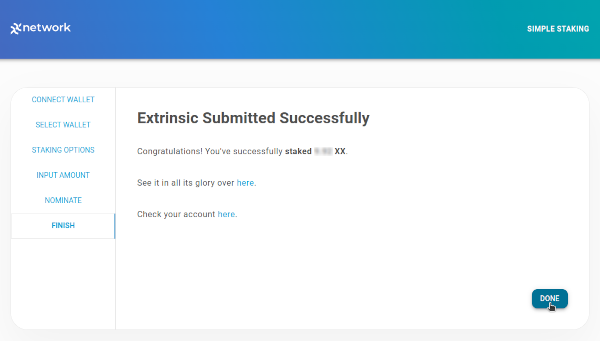 network
SIMPLE STAKING
CONNECT WALLET
SELECT WALLET
STAKING OPTIONS
INPUT AMOUNT
NOMINATE
FINISH
Extrinsic Submitted Successfully
Congratulations! You've successfully staked XX.
See it in all its glory over here.
Check your account here.
DONE